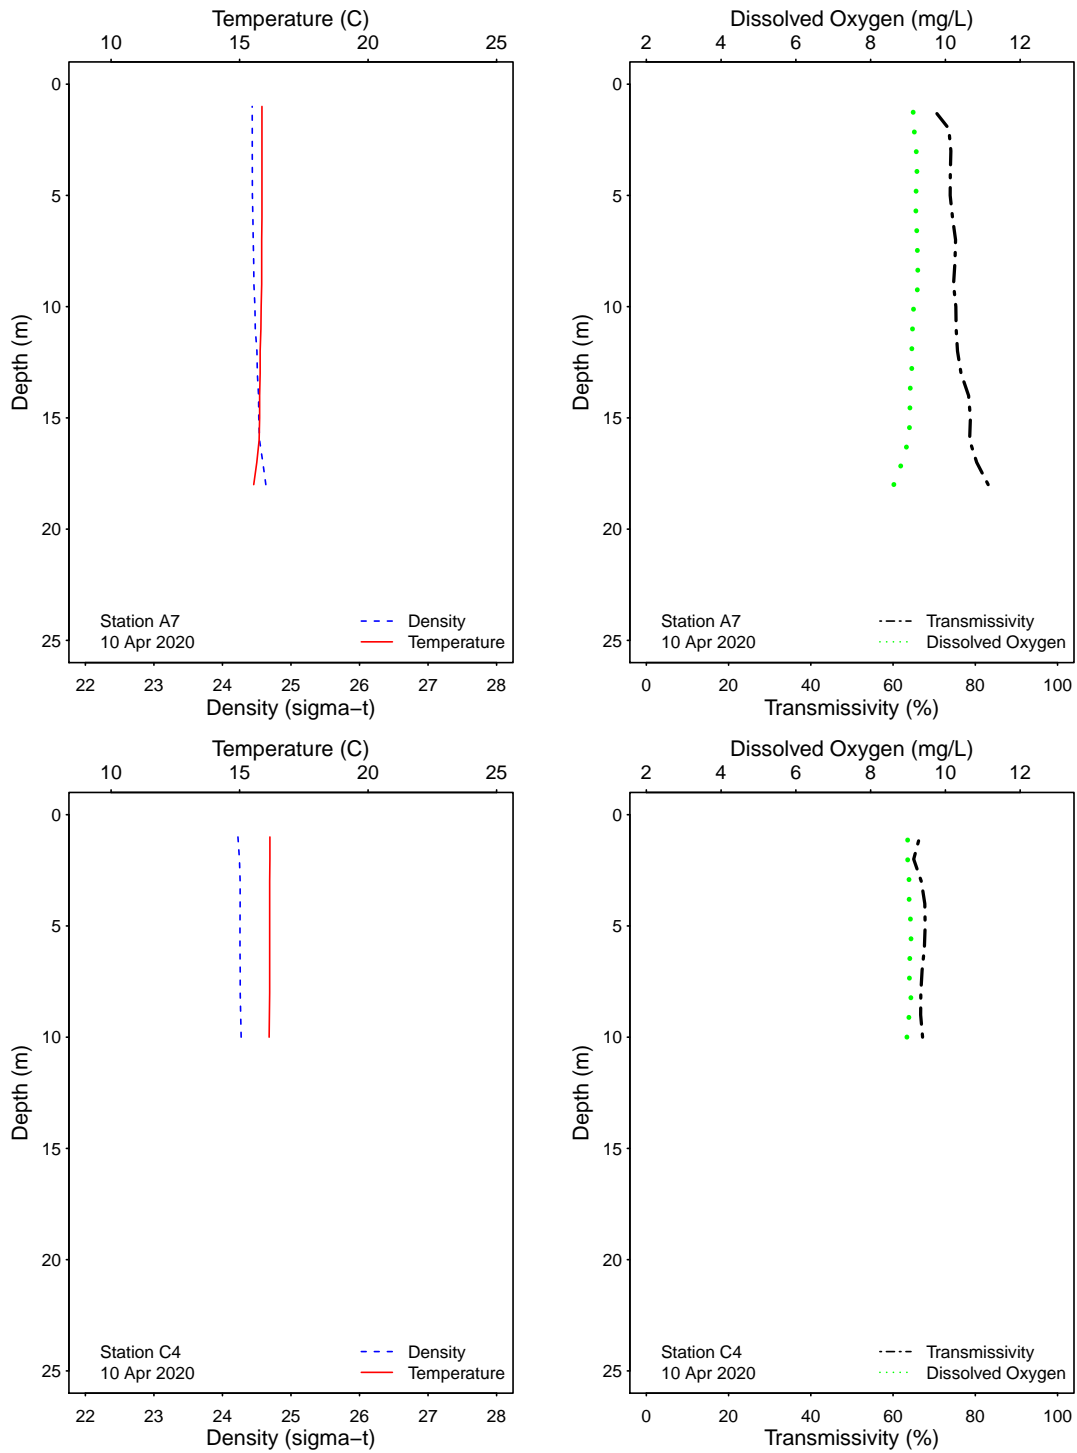 Temperature (C)
10 15 20 25
0
5
10
15
20
25
Depth (m)
Station A7
10 Apr 2020
Density
Temperature
22 23 24 25 26 27 28
Density (sigma−t)
Dissolved Oxygen (mg/L)
2 4 6 8 10 12
0
5
10
15
20
25
Depth (m)
Station A7
10 Apr 2020
Transmissivity
Dissolved Oxygen
0 20 40 60 80 100
Transmissivity (%)
Temperature (C)
10 15 20 25
0
5
10
15
20
25
Depth (m)
Station C4
10 Apr 2020
Density
Temperature
22 23 24 25 26 27 28
Density (sigma−t)
Dissolved Oxygen (mg/L)
2 4 6 8 10 12
0
5
10
15
20
25
Depth (m)
Station C4
10 Apr 2020
Transmissivity
Dissolved Oxygen
0 20 40 60 80 100
Transmissivity (%)